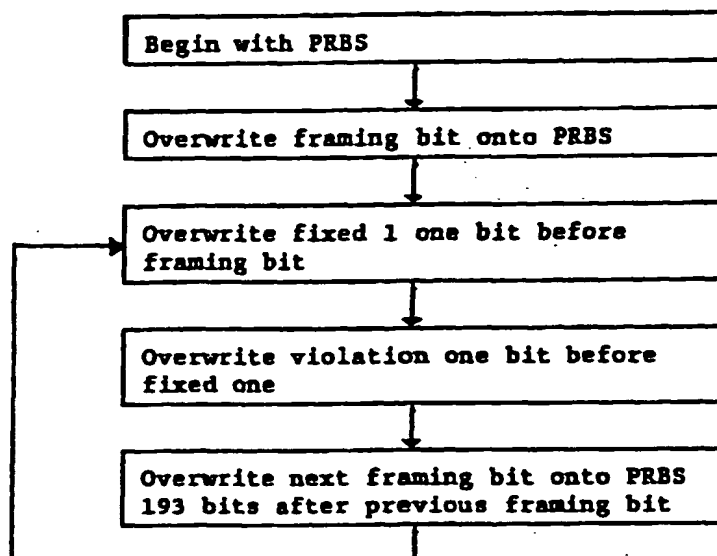 Begin with PRBS
Overwrite framing bit onto PRBS
Overwrite fixed 1 one bit before
framing bit
Overwrite violation one bit before
fixed one
Overwrite next framing bit onto PRBS
193 bits after previous framing bit